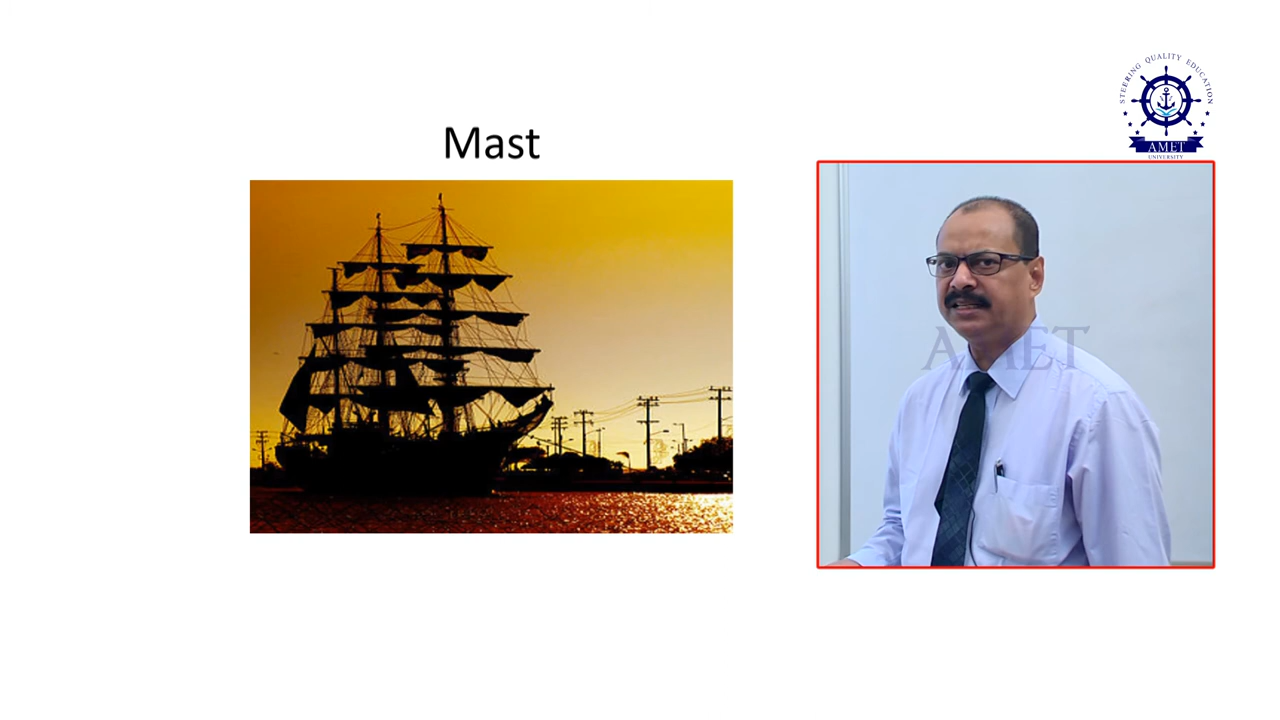 STEERING QUALITY EDUCATION
AMET
UNIVERSITY
Mast
AMET